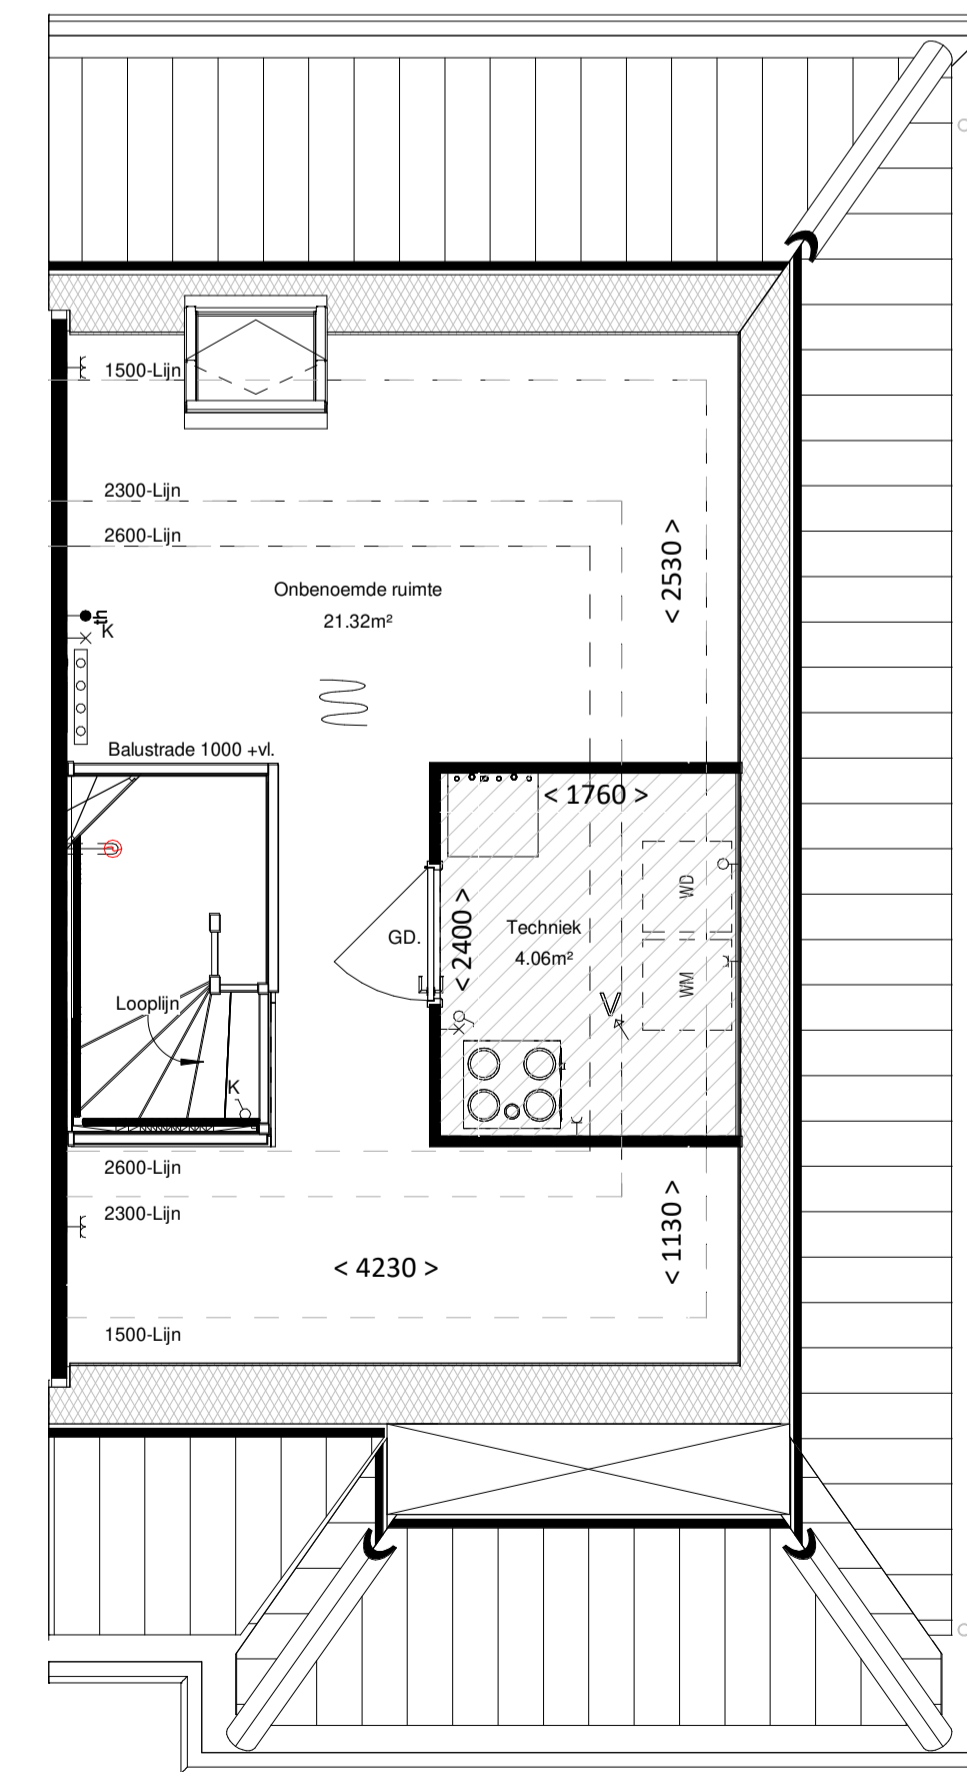 1500-Lijn
2300-Lijn
2600-Lijn
< 2530 >
Onbenoemde ruimte
21.32m²
th
K
Balustrade 1000 +vl.
< 1760 >
WD
GD.
< 2400 >
Techniek
4.06m²
WM
Looplijn
V
K
2600-Lijn
2300-Lijn
< 1130 >
< 4230 >
1500-Lijn